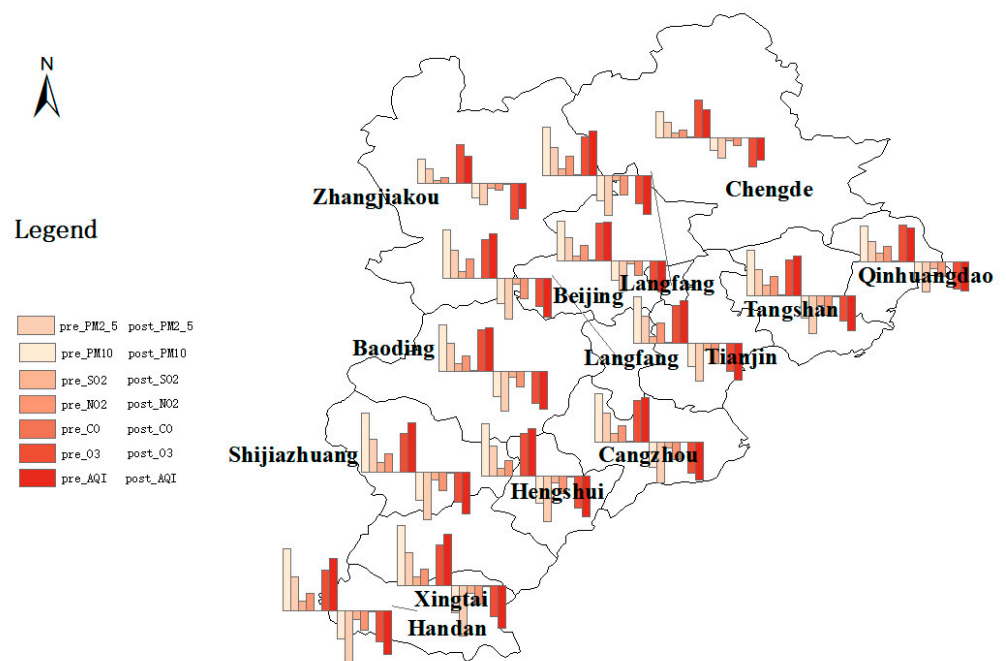 N
Zhangjiakou
Chengde
Legend
Qinhuangdao
Langfang
Beijing
Tangshan
pre_PM2_5 post_PM2_5
pre_PM10 post_PM10
Baoding
Langfang
Tianjin
pre_SO2 post_SO2
pre_NO2 post_NO2
pre_CO post_CO
pre_O3 post_O3
Shijiazhuang
Cangzhou
pre_AQI post_AQI
Hengshui
Xingtai
Handan